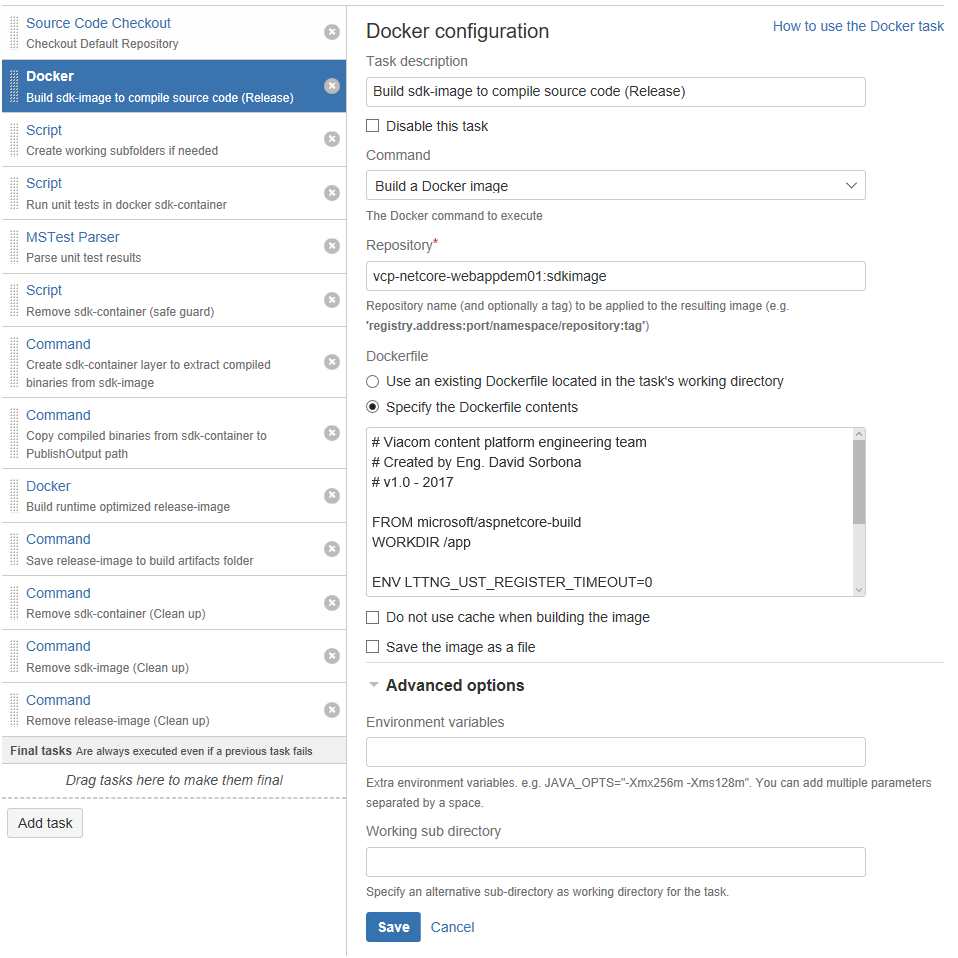 Source Code Checkout
Checkout Default Repository
Docker
Build sdk-image to compile source code (Release)
Script
Create working subfolders if needed
Script
Run unit tests in docker sdk-container
MSTest Parser
Parse unit test results
Script
Remove sdk-container (safe guard)
Command
Create sdk-container layer to extract compiled
binaries from sdk-image
Command
Copy compiled binaries from sdk-container to
PublishOutput path
Docker
Build runtime optimized release-image
Command
Save release-image to build artifacts folder
Command
Remove sdk-container (Clean up)
Command
Remove sdk-image (Clean up)
Command
Remove release-image (Clean up)
Final tasks Are always executed even if a previous task fails
Drag tasks here to make them final
Add task
Docker configuration
How to use the Docker task
Task description
Build sdk-image to compile source code (Release)
Disable this task
Command
Build a Docker image
The Docker command to execute
Repository*
vcp-netcore-webappdem01:sdkimage
Repository name (and optionally a tag) to be applied to the resulting image (e.g.
'registry.address:port/namespace/repository:tag')
Dockerfile
Use an existing Dockerfile located in the task's working directory
Specify the Dockerfile contents
# Viacom content platform engineering team
# Created by Eng. David Sorbona
# v1.0 - 2017
FROM microsoft/aspnetcore-build
WORKDIR /app
ENV LTTNG_UST_REGISTER_TIMEOUT=0
Do not use cache when building the image
Save the image as a file
Advanced options
Environment variables
Extra environment variables. e.g. JAVA_OPTS="-Xmx256m -Xms128m". You can add multiple parameters
separated by a space.
Working sub directory
Specify an alternative sub-directory as working directory for the task.
Save Cancel